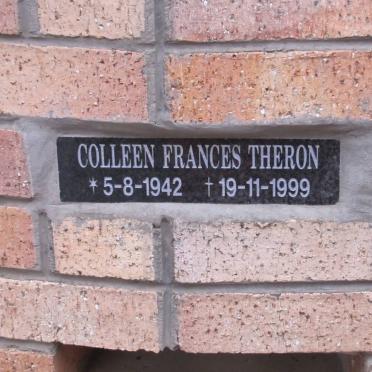 COLLEEN FRANCES THERON
* 5-8-1942 † 19-11-1999